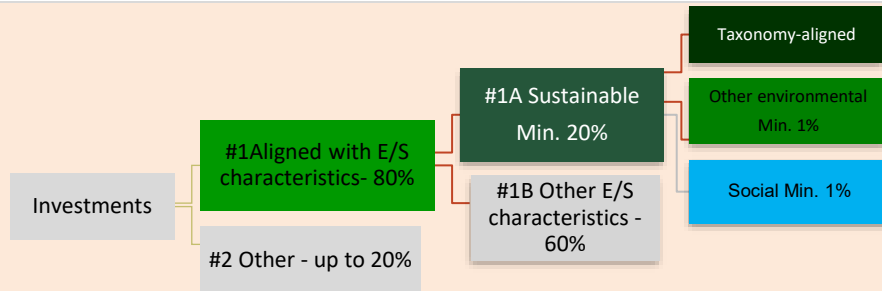 Taxonomy-aligned
#1A Sustainable
Min. 20%
Other environmental
Min. 1%
#1Aligned with E/S
characteristics- 80%
Social Min. 1%
#1B Other E/S
characteristics -
60%
Investments
#2 Other - up to 20%